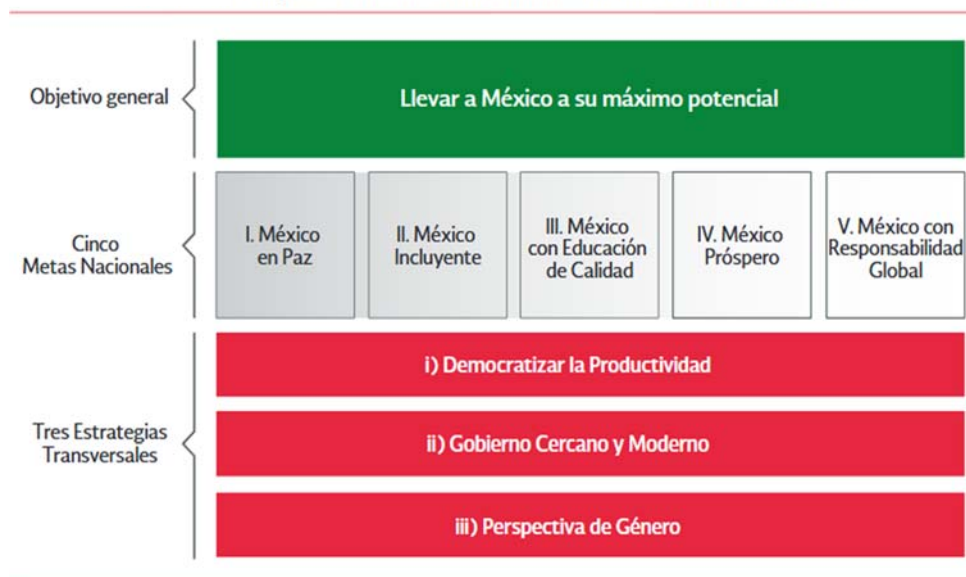 Objetivo general
Llevar a México a su máximo potencial
Cinco
Metas Nacionales
I. México
en Paz
II. México
Incluyente
III. México
con Educación
de Calidad
IV. México
Próspero
V. México con
Responsabilidad
Global
Tres Estrategias
Transversales
i) Democratizar la Productividad
ii) Gobierno Cercano y Moderno
iii) Perspectiva de Género